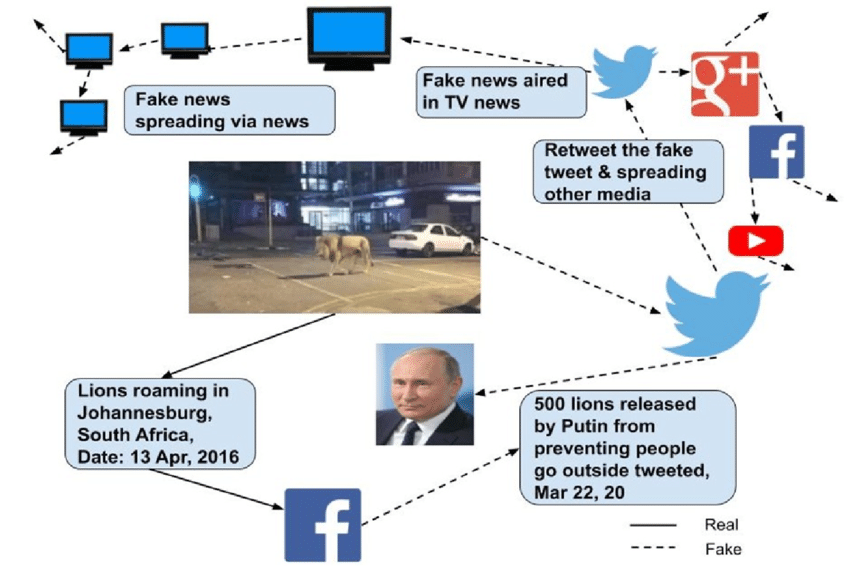 Fake news aired
in TV news
Fake news
spreading via news
g+
Retweet the fake
tweet & spreading
other media
f
Lions roaming in
Johannesburg,
South Africa,
Date: 13 Apr, 2016
500 lions released
by Putin from
preventing people
go outside tweeted,
Mar 22, 20
f
Real
Fake